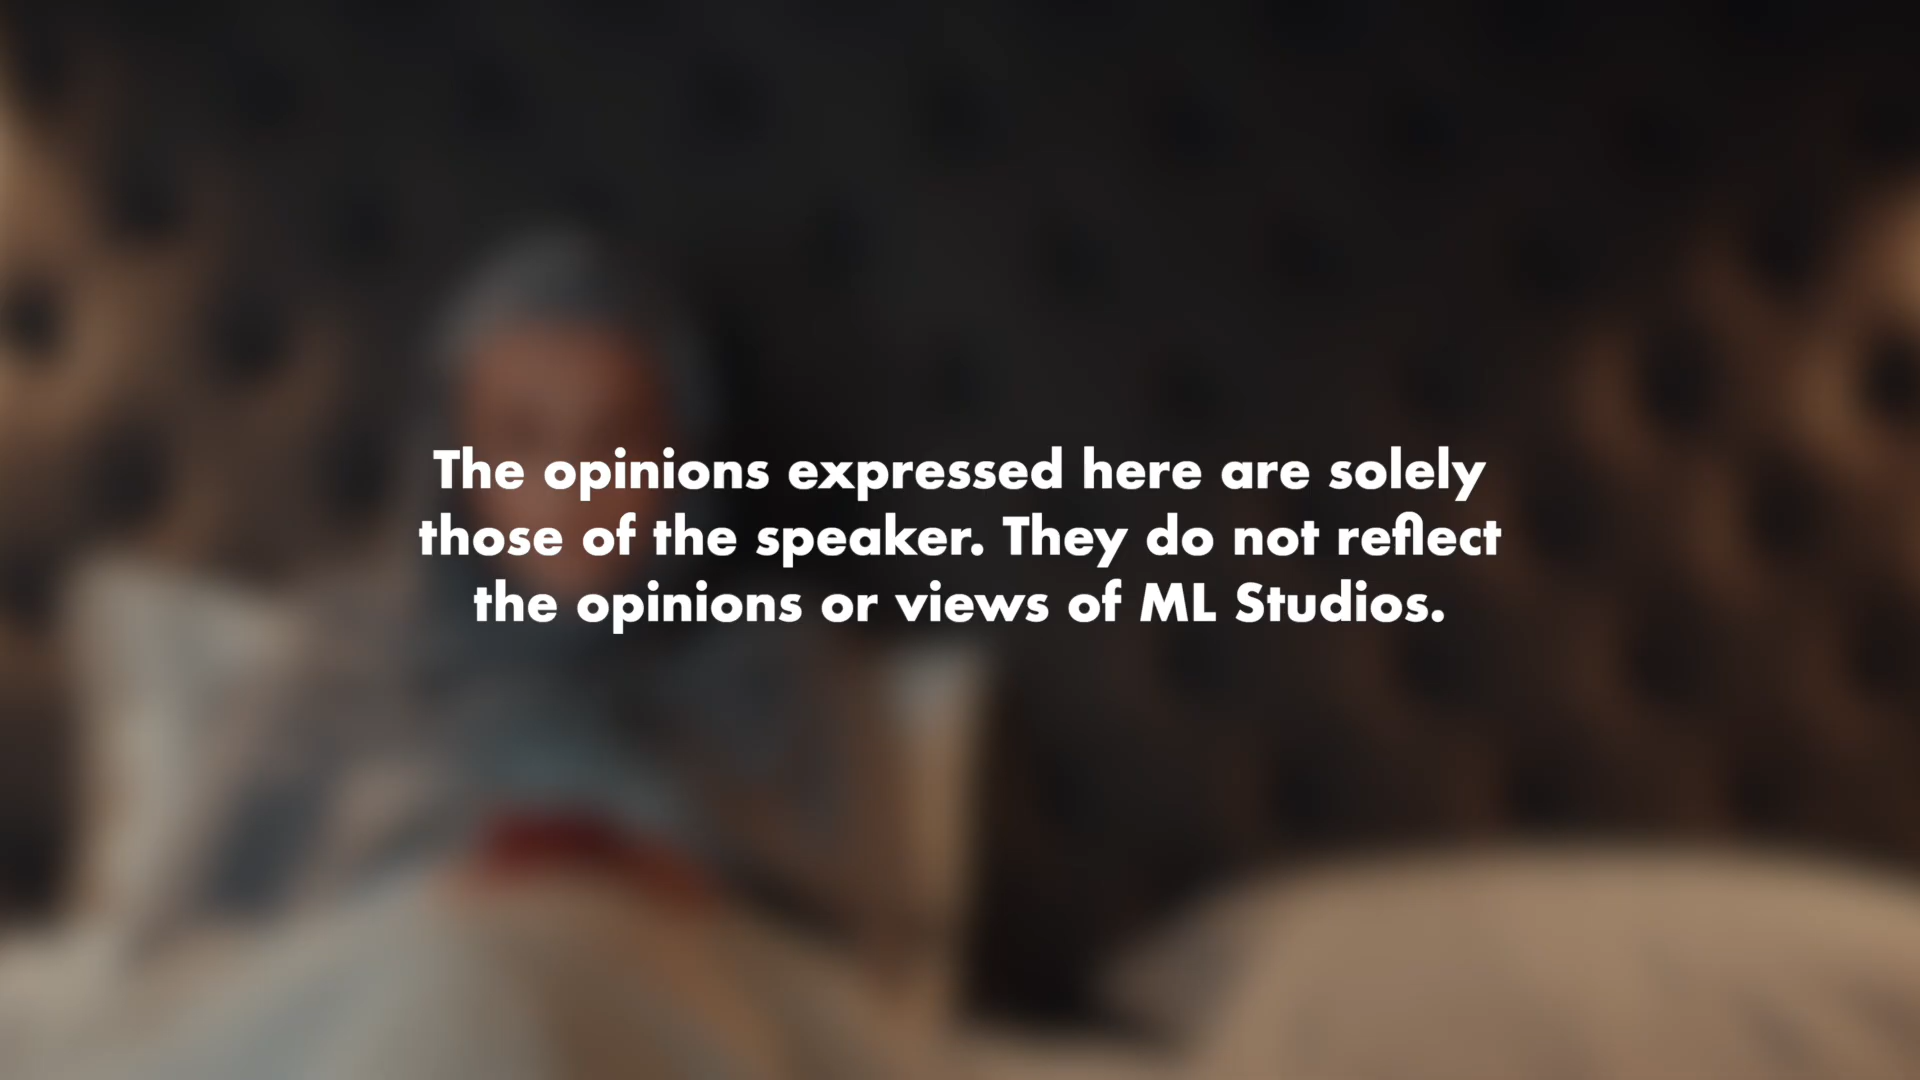 The opinions expressed here are solely
those of the speaker. They do not reflect
the opinions or views of ML Studios.